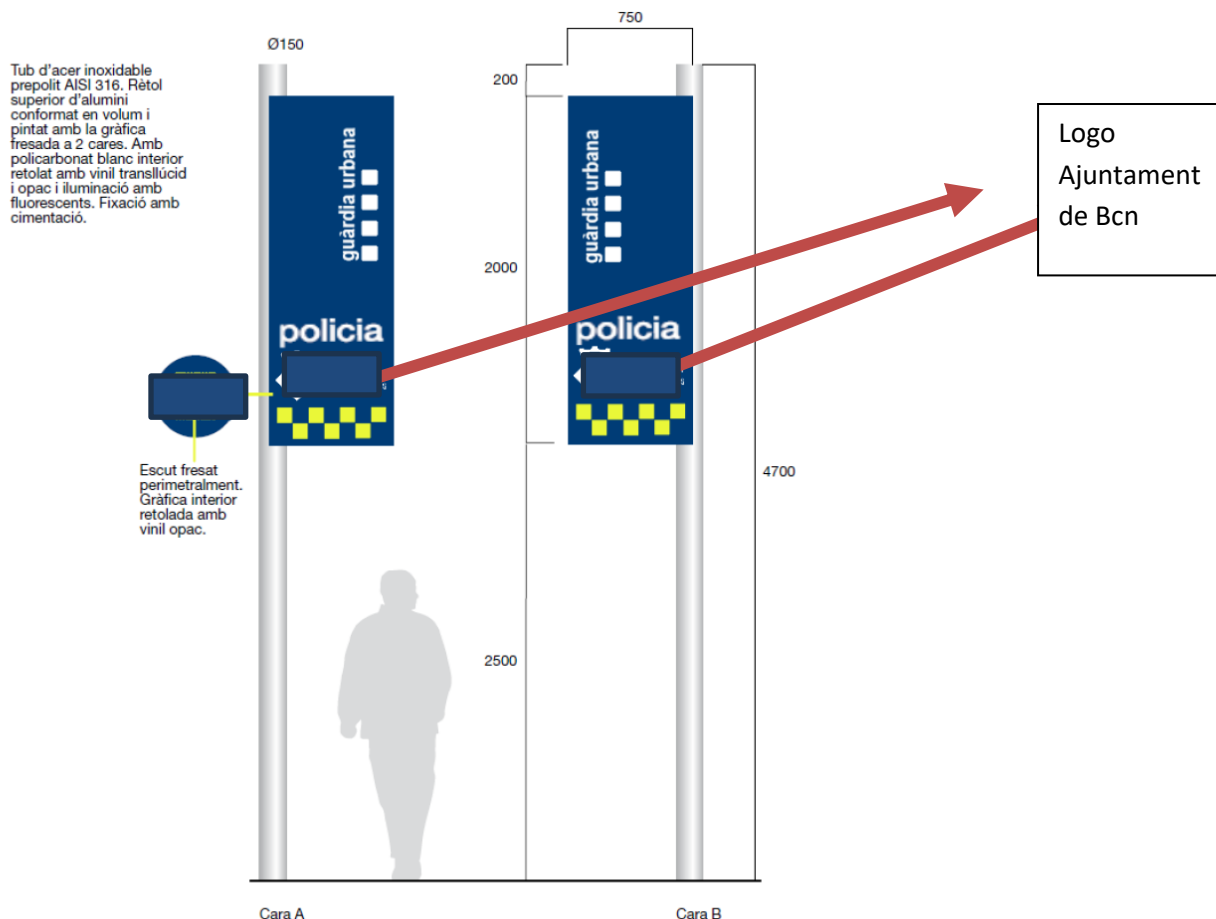 750
Ø150
Tub d'acer inoxidable
prepolit AISI 316. Rètol
superior d'alumini
conformat en volum i
pintat amb la gràfica
fresada a 2 cares. Amb
policarbonat blanc interior
retolat amb vinil transllúcid
i opac i iluminació amb
fluorescents. Fixació amb
cimentació.
200
guàrdia urbana
guàrdia urbana
Logo
Ajuntament
de Bcn
2000
policia
policia
Escut fresat
perimetralment.
Gràfica interior
retolada amb
vinil opac.
4700
2500
Cara A
Cara B